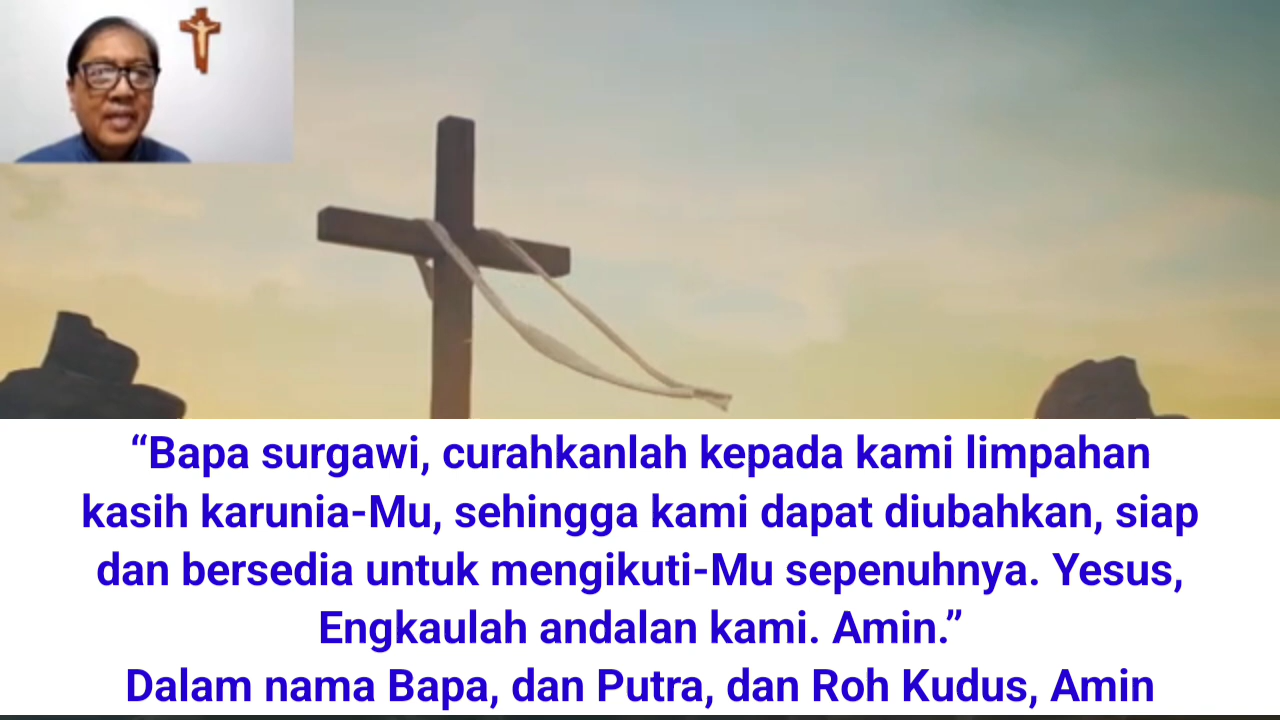 “Bapa surgawi, curahkanlah kepada kami limpahan
kasih karunia-Mu, sehingga kami dapat diubahkan, siap
dan bersedia untuk mengikuti-Mu sepenuhnya. Yesus,
Engkaulah andalan kami. Amin.”
Dalam nama Bapa, dan Putra, dan Roh Kudus, Amin